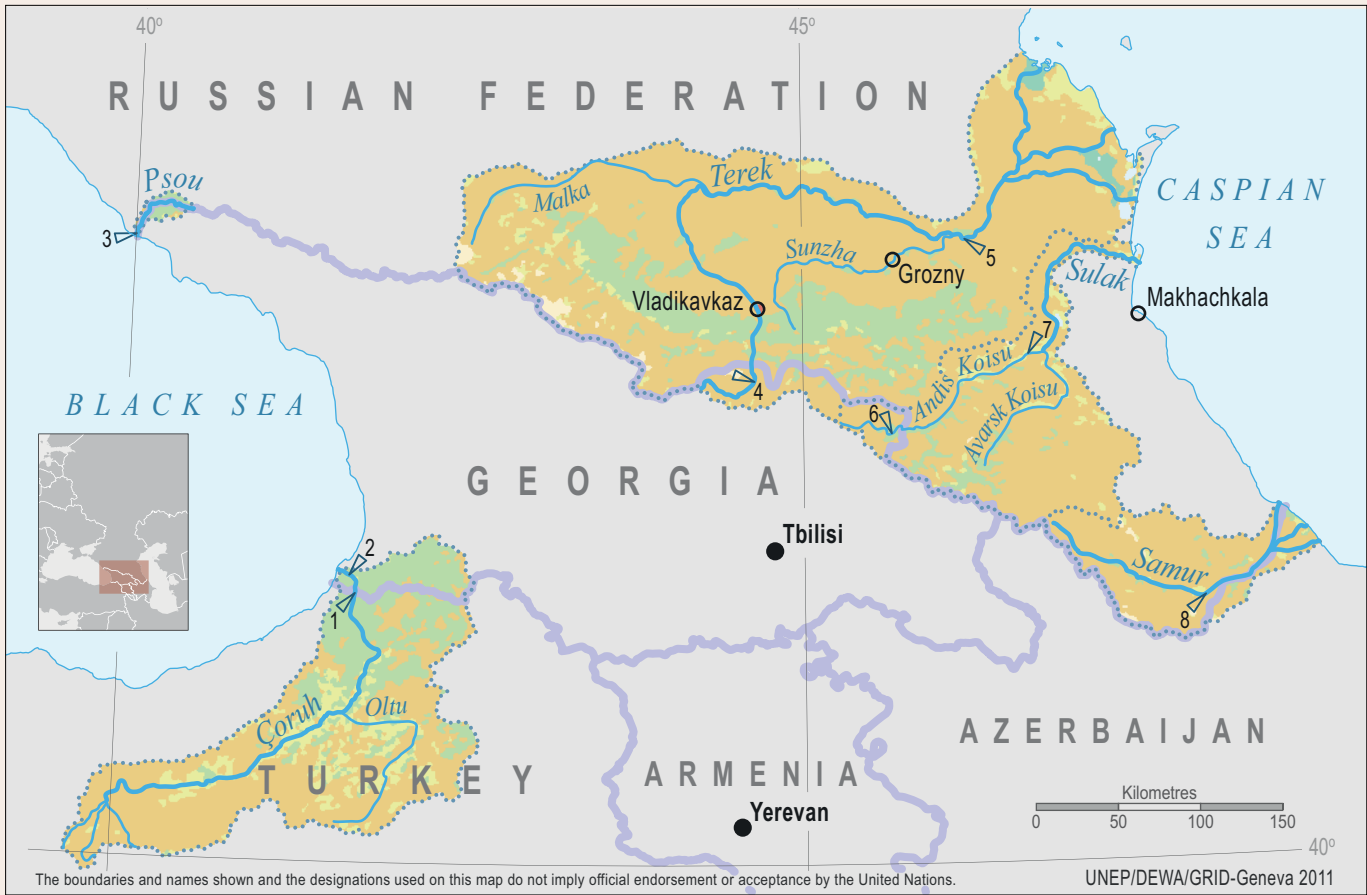 40º
45º
RUSSIAN FEDERATION
Psou
Malka
Terek
CASPIAN
SEA
3
Sunzha
5
Grozny
Sulak
Vladikavkaz
Makhachkala
7
Andis Koisu
4
BLACK SEA
Avarsk Koisu
6
GEORGIA
Tbilisi
2
Samur
1
8
Çoruh
Oltu
AZERBAIJAN
TURKEY
ARMENIA
Kilometres
Yerevan
0 50 100 150
40º
The boundaries and names shown and the designations used on this map do not imply official endorsement or acceptance by the United Nations.
UNEP/DEWA/GRID-Geneva 2011